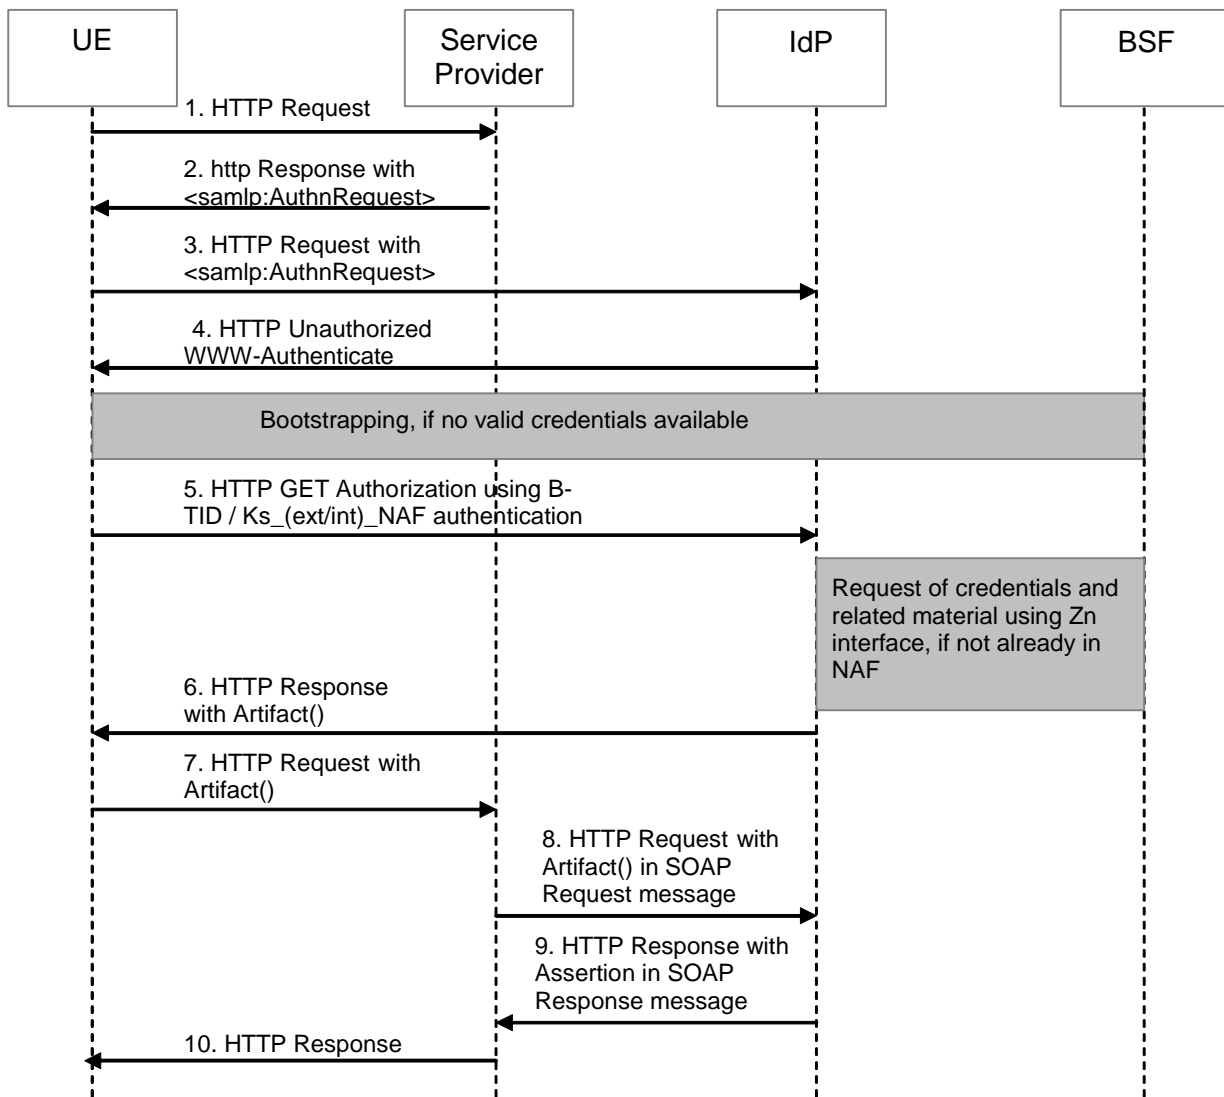 UE
Service
Provider
IdP
BSF
1. HTTP Request
2. http Response with
<samlp:AuthnRequest>
3. HTTP Request with
<samlp:AuthnRequest>
4. HTTP Unauthorized
WWW-Authenticate
Bootstrapping, if no valid credentials available
5. HTTP GET Authorization using B-
TID / Ks_(ext/int)_NAF authentication
Request of credentials and
related material using Zn
interface, if not already in
NAF
6. HTTP Response
with Artifact()
7. HTTP Request with
Artifact()
8. HTTP Request with
Artifact() in SOAP
Request message
9. HTTP Response with
Assertion in SOAP
Response message
10. HTTP Response